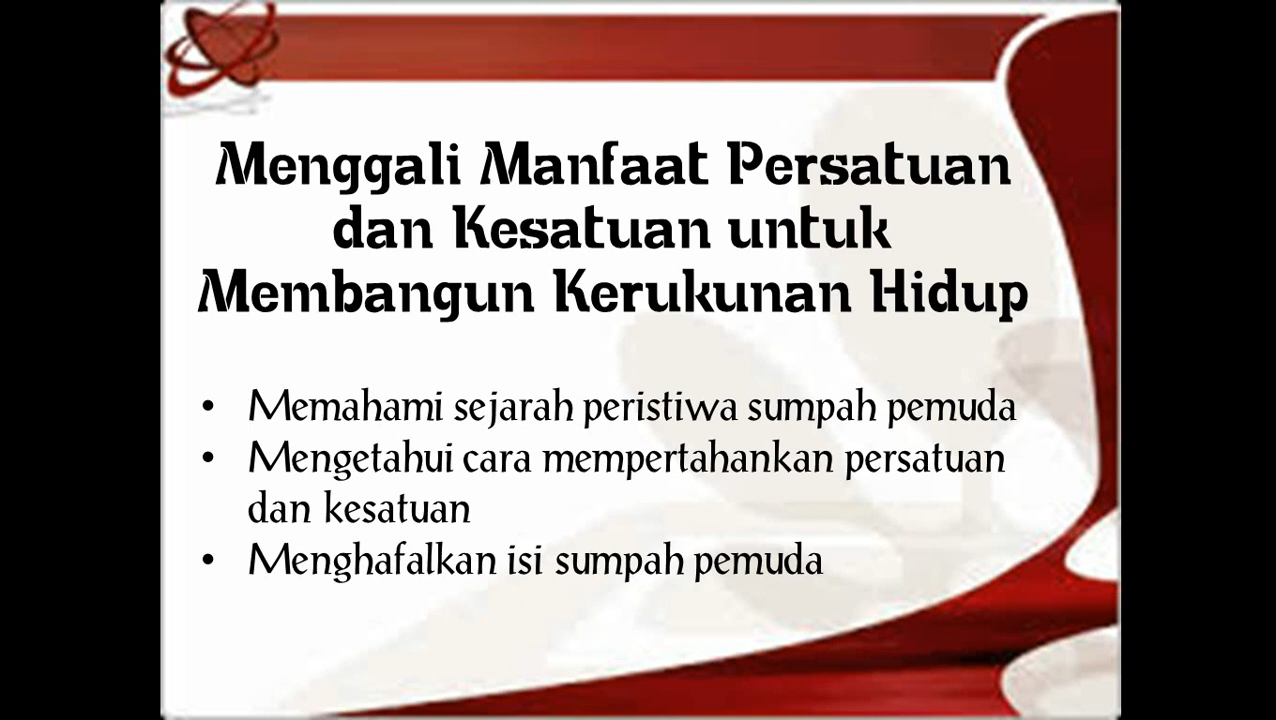 Menggali Manfaat Persatuan
dan Kesatuan untuk
Membangun Kerukunan Hidup
• Memahami sejarah peristiwa sumpah pemuda
• Mengetahui cara mempertahankan persatuan
dan kesatuan
• Menghafalkan isi sumpah pemuda